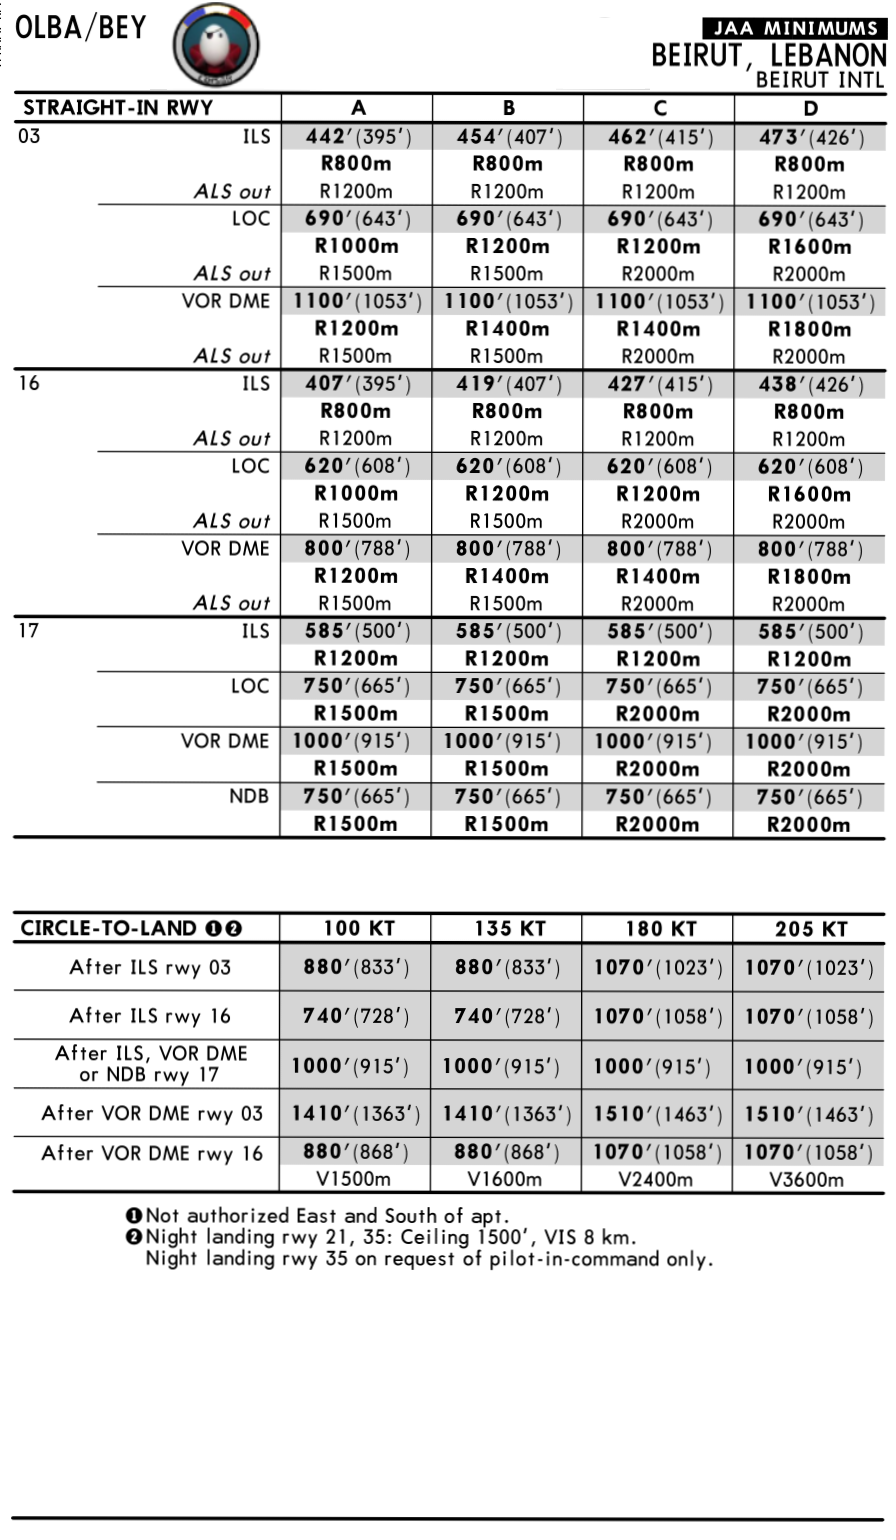 OLBA/BEY
JAA MINIMUMS
BEIRUT, LEBANON
BEIRUT INTL
STRAIGHT-IN RWY A B C D
03 ILS 442'(395') 454'(407') 462'(415') 473'(426')
R800m R800m R800m R800m
ALS out R1200m R1200m R1200m R1200m
LOC 690'(643') 690'(643') 690'(643') 690'(643')
R1000m R1200m R1200m R1600m
ALS out R1500m R1500m R2000m R2000m
VOR DME 1100'(1053') 1100'(1053') 1100'(1053') 1100'(1053')
R1200m R1400m R1400m R1800m
ALS out R1500m R1500m R2000m R2000m
16 ILS 407'(395') 419'(407') 427'(415') 438'(426')
R800m R800m R800m R800m
ALS out R1200m R1200m R1200m R1200m
LOC 620'(608') 620'(608') 620'(608') 620'(608')
R1000m R1200m R1200m R1600m
ALS out R1500m R1500m R2000m R2000m
VOR DME 800'(788') 800'(788') 800'(788') 800'(788')
R1200m R1400m R1400m R1800m
ALS out R1500m R1500m R2000m R2000m
17 ILS 585'(500') 585'(500') 585'(500') 585'(500')
R1200m R1200m R1200m R1200m
LOC 750'(665') 750'(665') 750'(665') 750'(665')
R1500m R1500m R2000m R2000m
VOR DME 1000'(915') 1000'(915') 1000'(915') 1000'(915')
R1500m R1500m R2000m R2000m
NDB 750'(665') 750'(665') 750'(665') 750'(665')
R1500m R1500m R2000m R2000m
CIRCLE-TO-LAND ❶❷ 100 KT 135 KT 180 KT 205 KT
After ILS rwy 03 880'(833') 880'(833') 1070'(1023') 1070'(1023')
After ILS rwy 16 740'(728') 740'(728') 1070'(1058') 1070'(1058')
After ILS, VOR DME
or NDB rwy 17 1000'(915') 1000'(915') 1000'(915') 1000'(915')
After VOR DME rwy 03 1410'(1363') 1410'(1363') 1510'(1463') 1510'(1463')
After VOR DME rwy 16 880'(868') 880'(868') 1070'(1058') 1070'(1058')
V1500m V1600m V2400m V3600m
❶Not authorized East and South of apt.
❷Night landing rwy 21, 35: Ceiling 1500', VIS 8 km.
Night landing rwy 35 on request of pilot-in-command only.